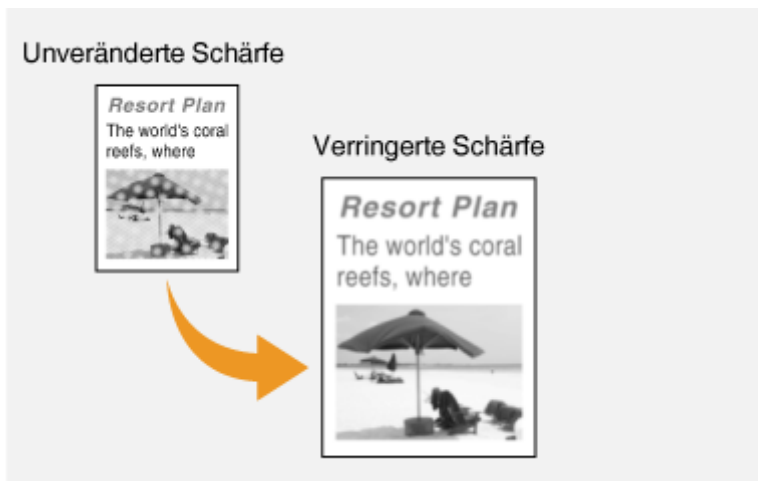 Unveränderte Schärfe
Resort Plan
The world's coral
reefs, where
Verringerte Schärfe
Resort Plan
The world's coral
reefs, where